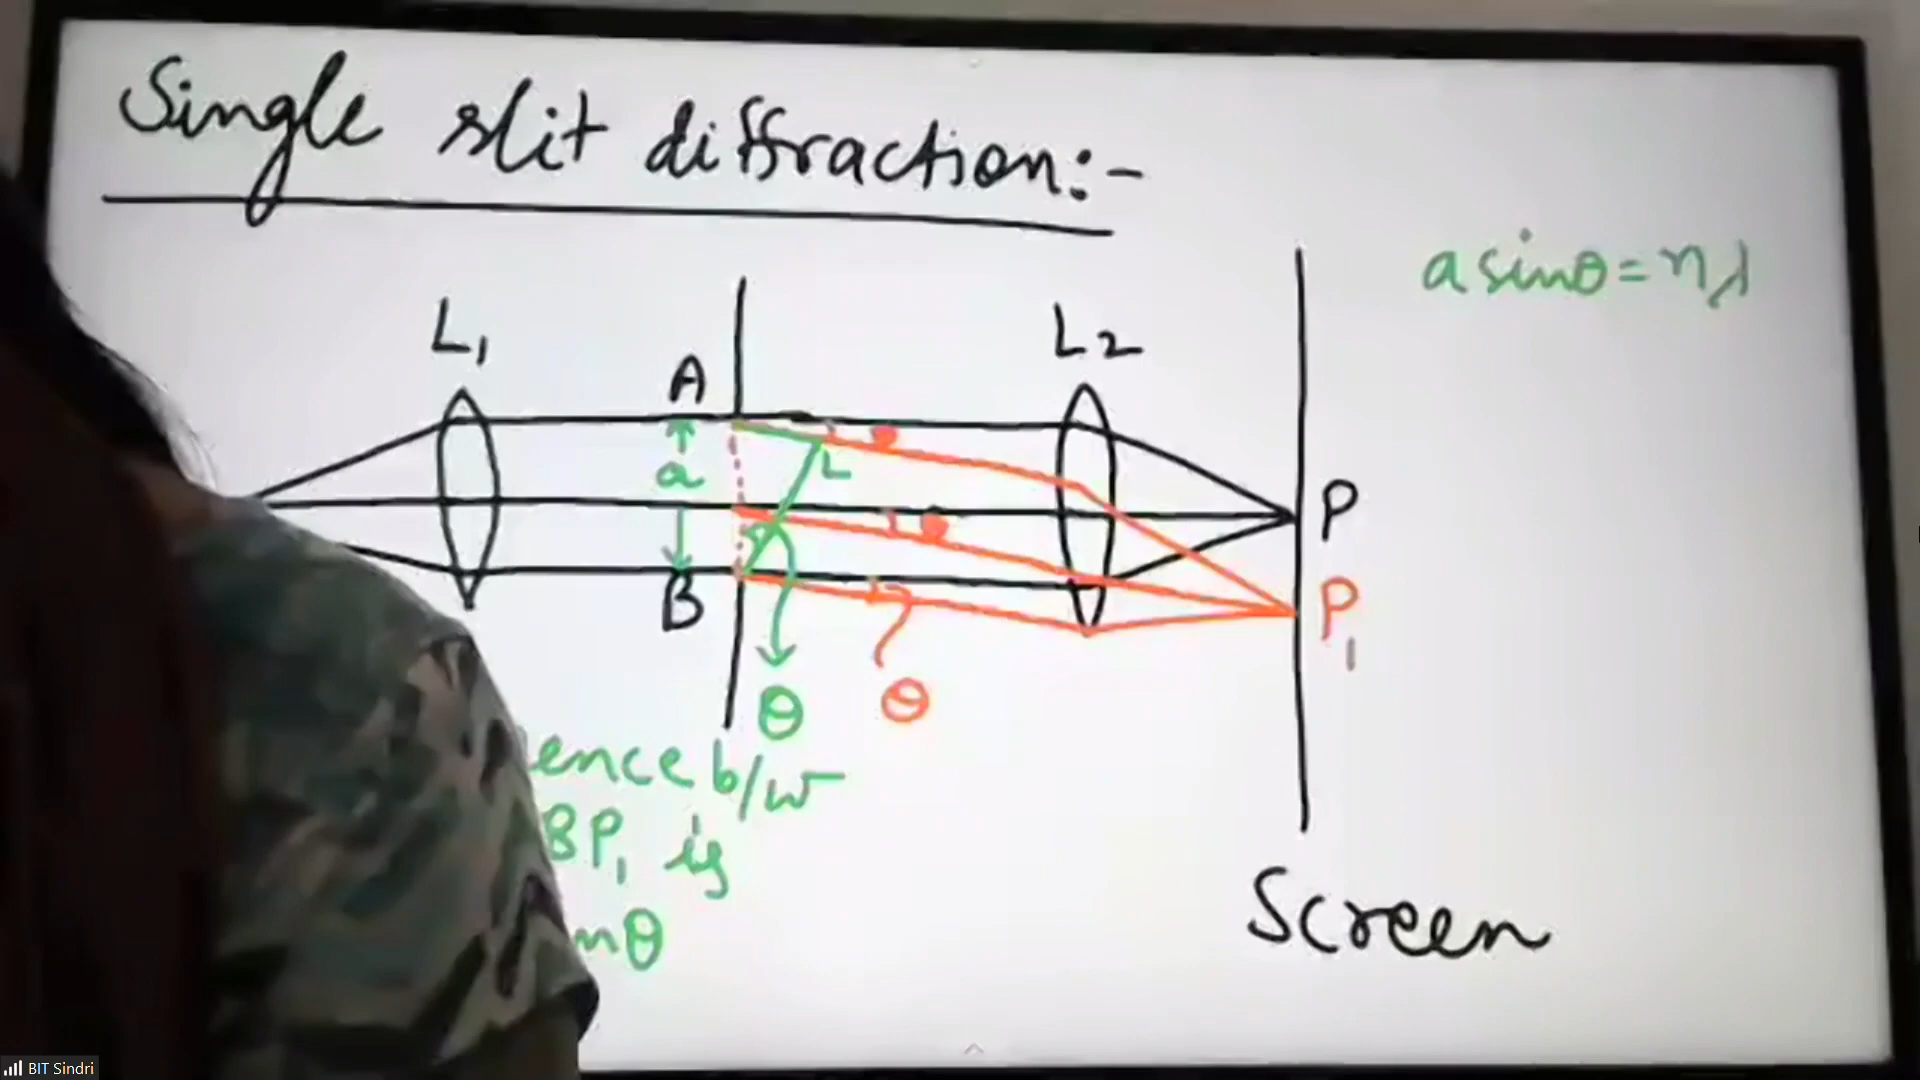 Single slit diffraction:-
a sinθ = nλ
L1
L2
A
a
L
P
B
P1
θ
θ
ence b/w
BP1 is
nθ
Screen
BIT Sindri